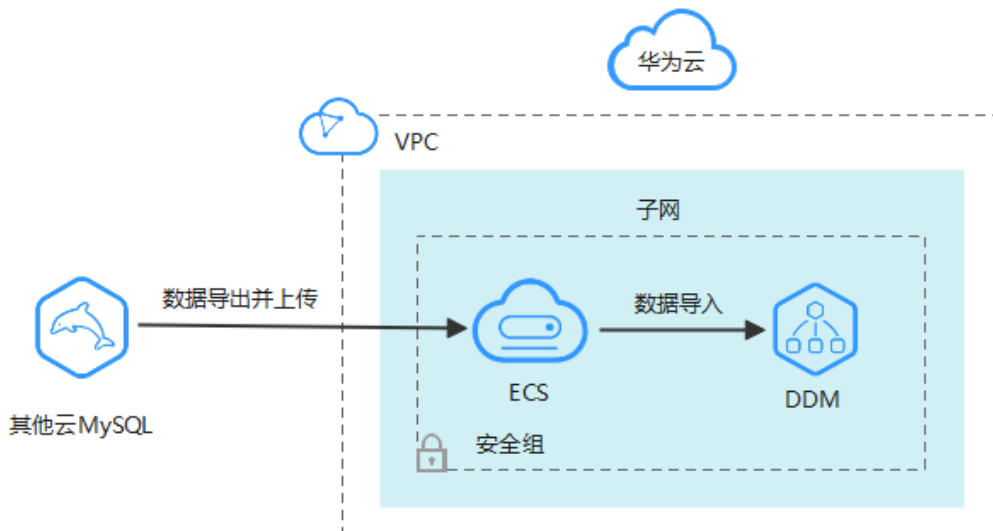 华为云
VPC
子网
数据导出并上传
数据导入
ECS
DDM
其他云MySQL
安全组